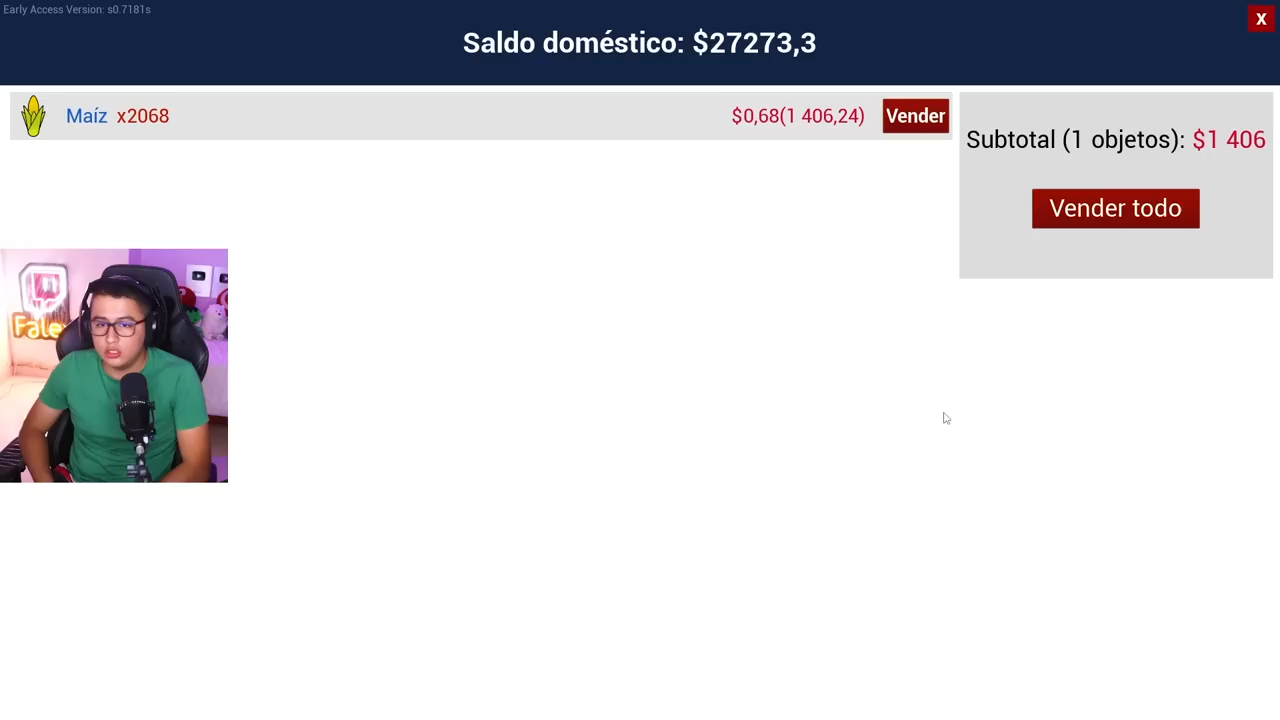 Early Access Version: s0.7181s
X
Saldo doméstico: $27273,3
Maíz x2068 $0,68(1 406,24) Vender
Subtotal (1 objetos): $1 406
Vender todo
Fale